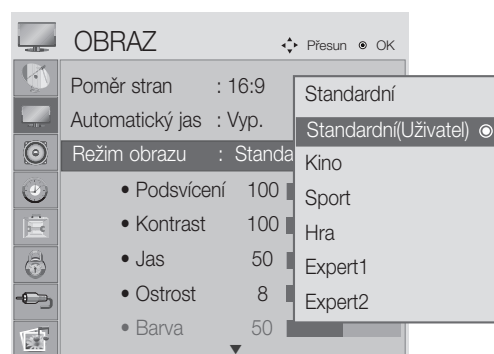 OBRAZ Přesun OK
Poměr stran : 16:9
Automatický jas : Vyp.
Režim obrazu : Standa
• Podsvícení 100
• Kontrast 100
• Jas 50
• Ostrost 8
• Barva 50
Standardní
Standardní(Uživatel)
Kino
Sport
Hra
Expert1
Expert2